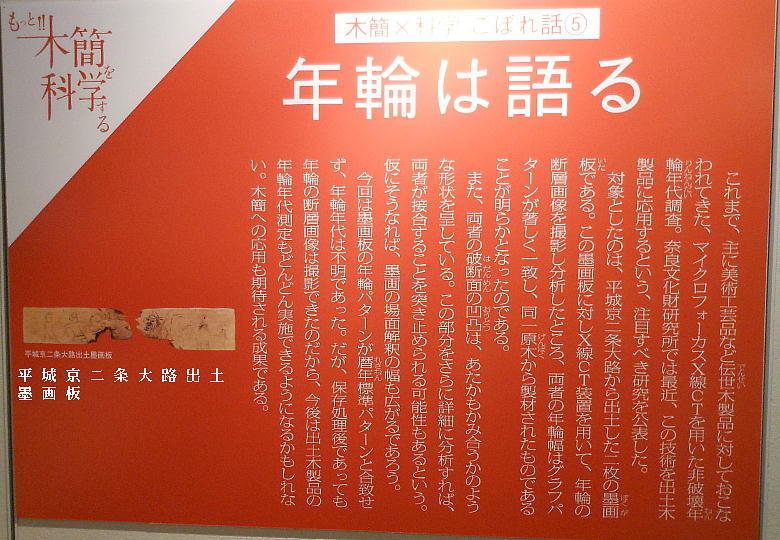 もっと!!
木簡を
科学する
木簡×科学 こぼれ話⑤
年輪は語る
これまで、主に美術工芸品など伝世木製品に対しておこな
われてきた、マイクロフォーカスX線CTを用いた非破壊年
輪年代調査。奈良文化財研究所では最近、この技術を出土木
製品に応用するという、注目すべき研究を公表した。
対象としたのは、平城京二条大路から出土した二枚の墨画
板である。この墨画板に対しX線CT装置を用いて、年輪の
断層画像を撮影し分析したところ、両者の年輪幅はグラフパ
ターンが著しく一致し、同一原木から製材されたものである
ことが明らかとなったのである。
また、両者の破断面の凹凸は、あたかもかみ合うかのよう
な形状を呈している。この部分をさらに詳細に分析すれば、
両者が接合することを突き止められる可能性もあるという。
仮にそうなれば、墨画の場面解釈の幅も広がるであろう。
今回は墨画板の年輪パターンが暦年標準パターンと合致せ
ず、年輪年代は不明であった。だが、保存処理後であっても
年輪の断層画像は撮影できたのだから、今後は出土木製品の
年輪年代測定もどんどん実施できるようになるかもしれな
い。木簡への応用も期待される成果である。
平城京二条大路出土墨画板
平城京二条大路出土
墨画板